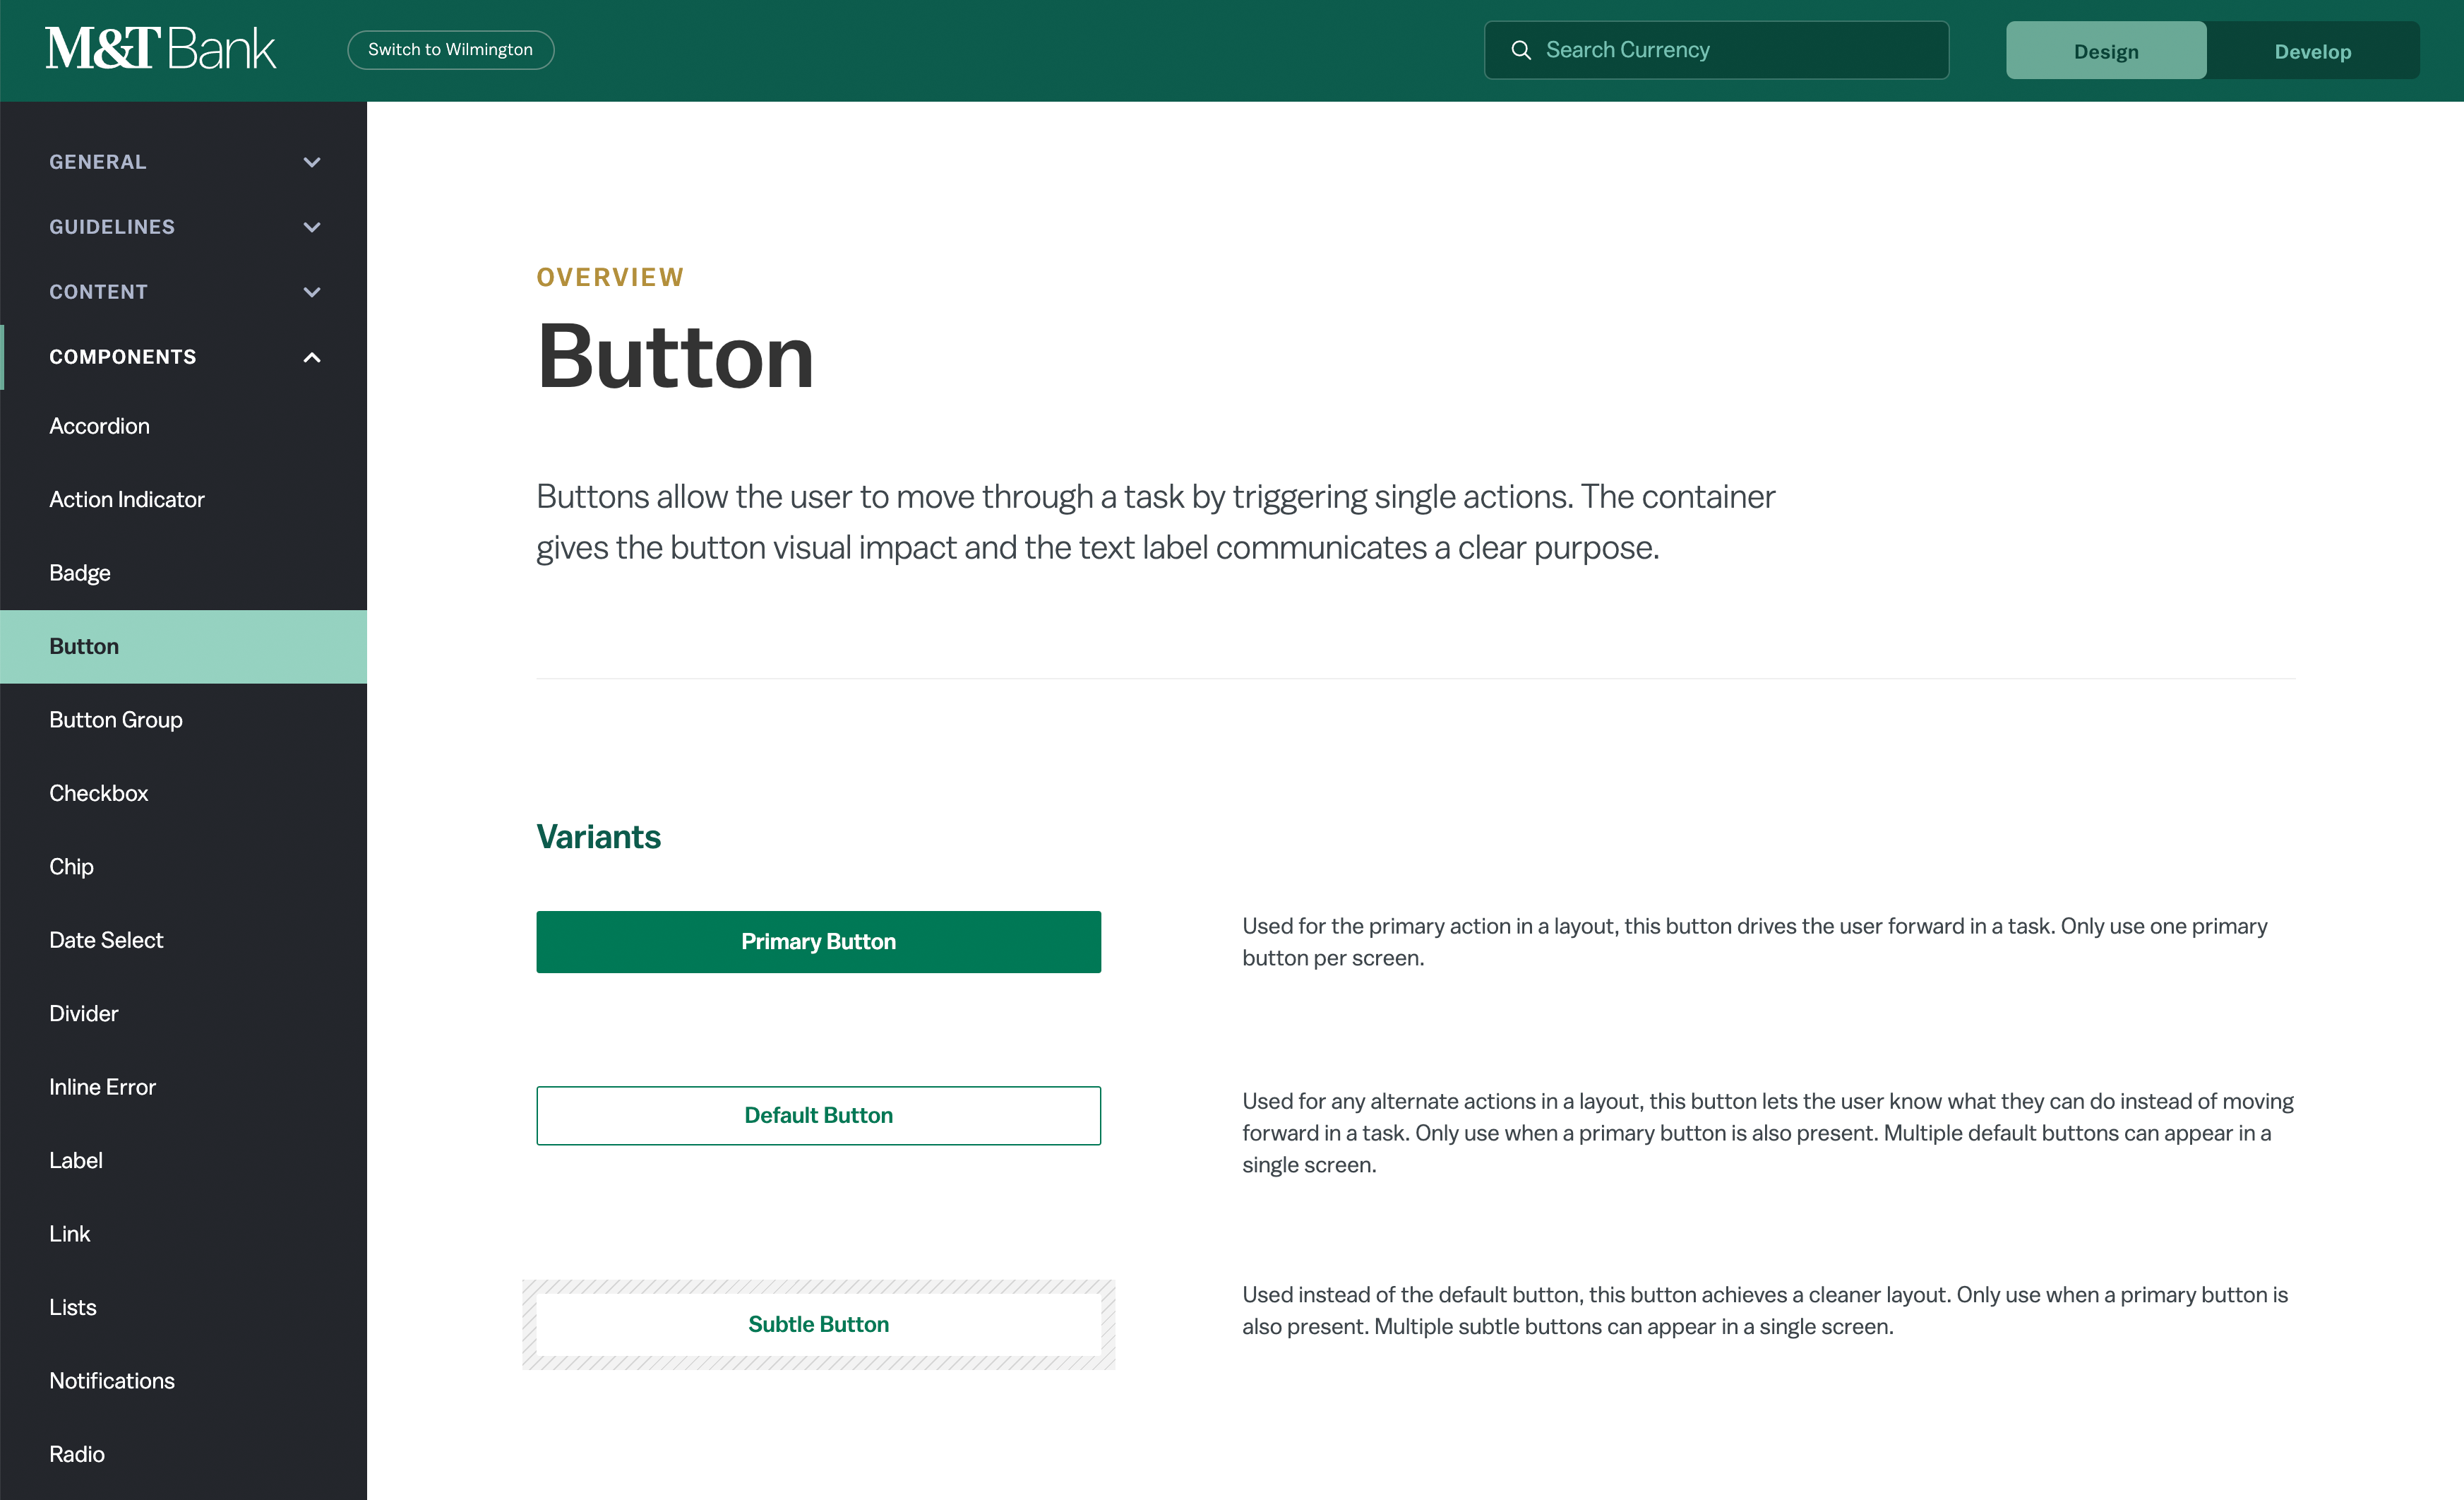 M&T Bank
Switch to Wilmington
Search Currency
Design
Develop
GENERAL
GUIDELINES
CONTENT
COMPONENTS
Accordion
Action Indicator
Badge
Button
Button Group
Checkbox
Chip
Date Select
Divider
Inline Error
Label
Link
Lists
Notifications
Radio
OVERVIEW
Button
Buttons allow the user to move through a task by triggering single actions. The container
gives the button visual impact and the text label communicates a clear purpose.
Variants
Primary Button
Used for the primary action in a layout, this button drives the user forward in a task. Only use one primary
button per screen.
Default Button
Used for any alternate actions in a layout, this button lets the user know what they can do instead of moving
forward in a task. Only use when a primary button is also present. Multiple default buttons can appear in a
single screen.
Subtle Button
Used instead of the default button, this button achieves a cleaner layout. Only use when a primary button is
also present. Multiple subtle buttons can appear in a single screen.